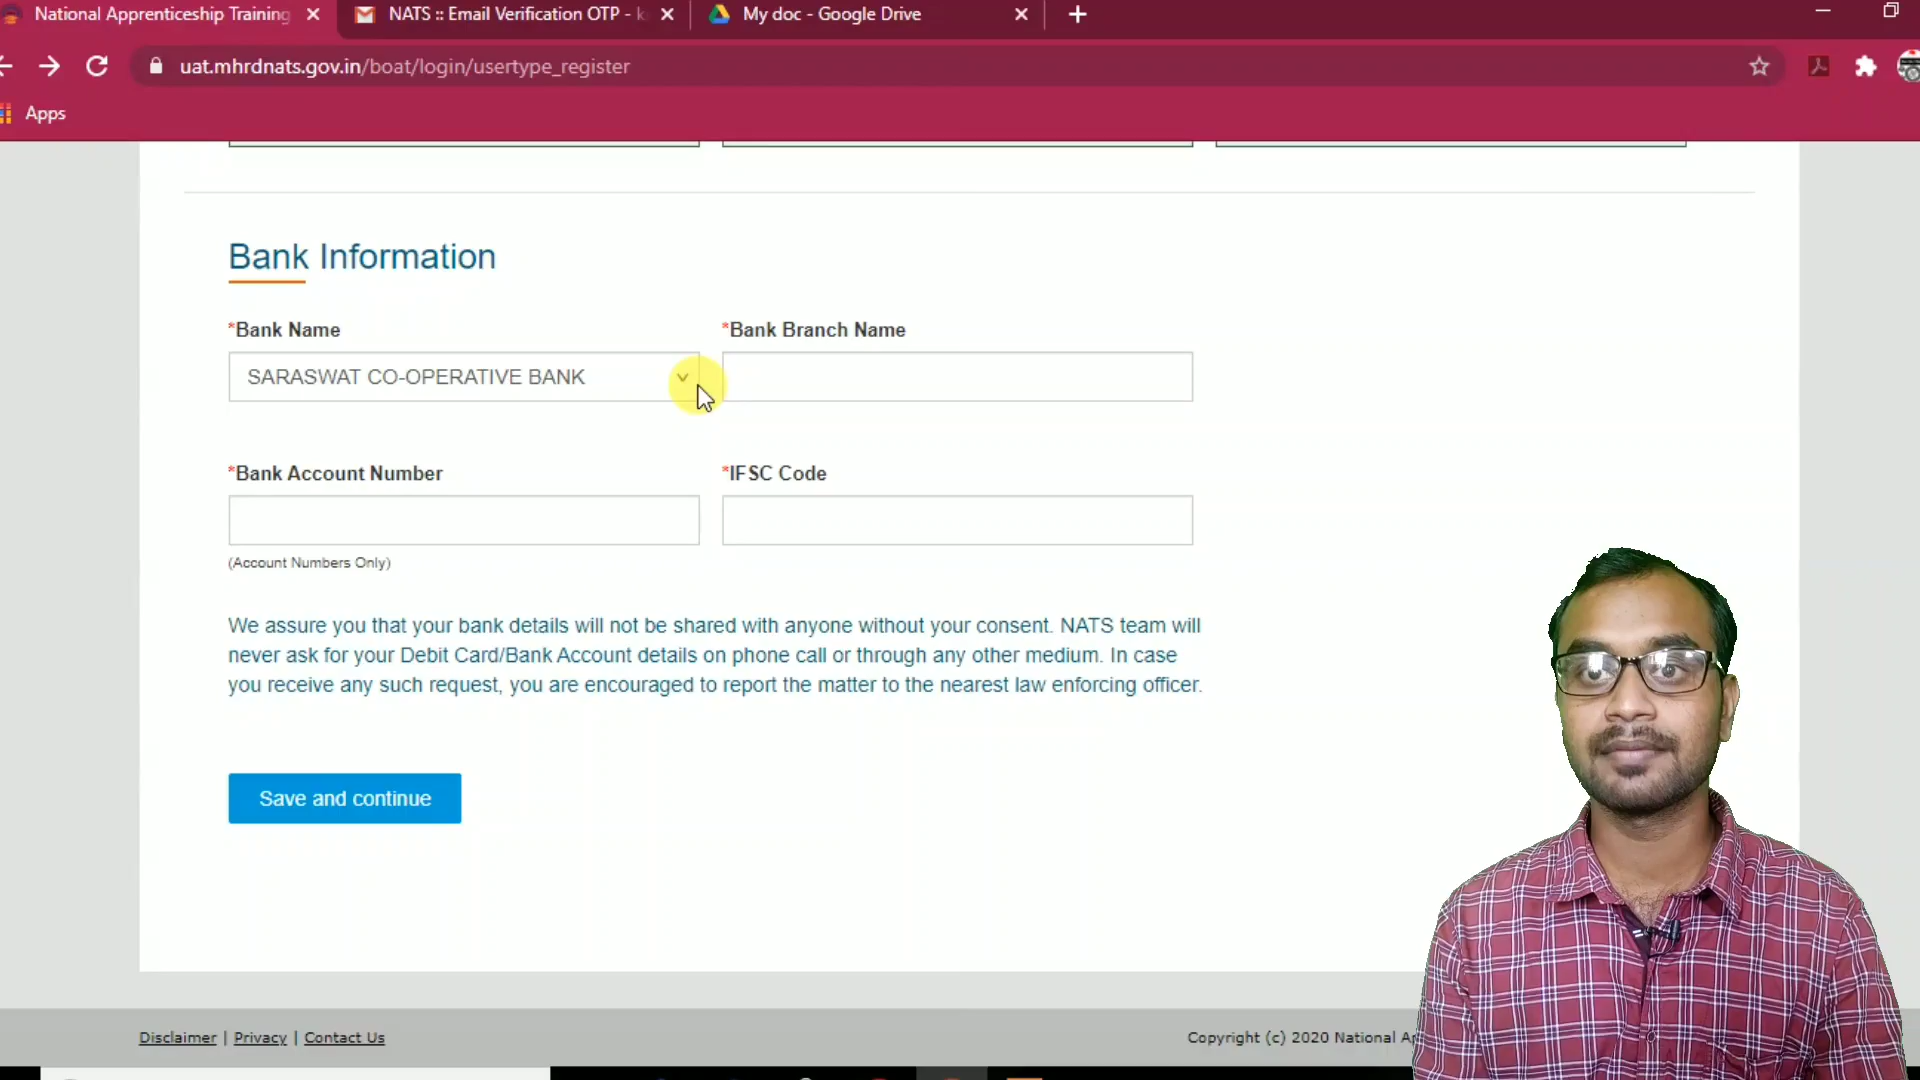 National Apprenticeship Training
NATS :: Email Verification OTP - k
My doc - Google Drive
uat.mhrdnats.gov.in/boat/login/usertype_register
Apps
Bank Information
*Bank Name
*Bank Branch Name
SARASWAT CO-OPERATIVE BANK
*Bank Account Number
*IFSC Code
(Account Numbers Only)
We assure you that your bank details will not be shared with anyone without your consent. NATS team will
never ask for your Debit Card/Bank Account details on phone call or through any other medium. In case
you receive any such request, you are encouraged to report the matter to the nearest law enforcing officer.
Save and continue
Disclaimer | Privacy | Contact Us
Copyright (c) 2020 National Ap